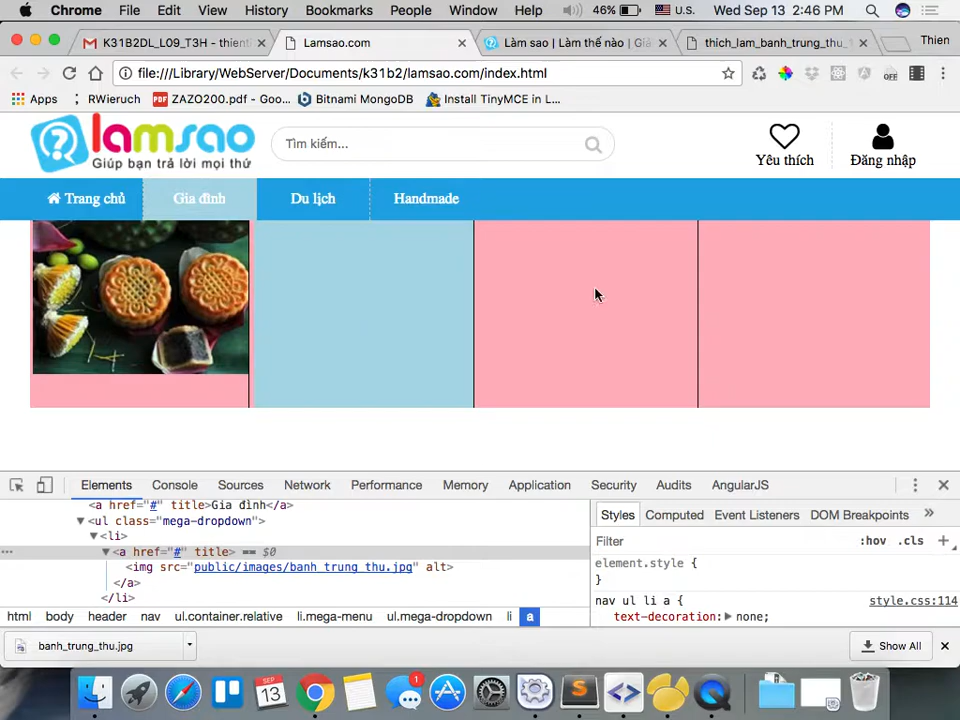 Chrome File Edit View History Bookmarks People Window Help 46% U.S. Wed Sep 13 2:46 PM
K31B2DL_L09_T3H - thienti
Lamsao.com
Làm sao | Làm thế nào | Giả
thich_lam_banh_trung_thu_
Thien
file:///Library/WebServer/Documents/k31b2/lamsao.com/index.html
OFF
Apps
RWieruch
PDF
ZAZO200.pdf - Goo...
Bitnami MongoDB
Install TinyMCE in L...
lamsao
Giúp bạn trả lời mọi thứ
Tìm kiếm...
Yêu thích
Đăng nhập
Trang chủ
Gia đình
Du lịch
Handmade
Elements Console Sources Network Performance Memory Application Security Audits AngularJS
<a href="#" title>Gia đình</a>
<ul class="mega-dropdown">
<li>
<a href="#" title> == $0
<img src="public/images/banh_trung_thu.jpg" alt>
</a>
</li>
html body header nav ul.container.relative li.mega-menu ul.mega-dropdown li a
Styles Computed Event Listeners DOM Breakpoints »
Filter :hov .cls +
element.style {
}
nav ul li a { style.css:114
text-decoration: none;
banh_trung_thu.jpg
Show All
SEP
13
1
S